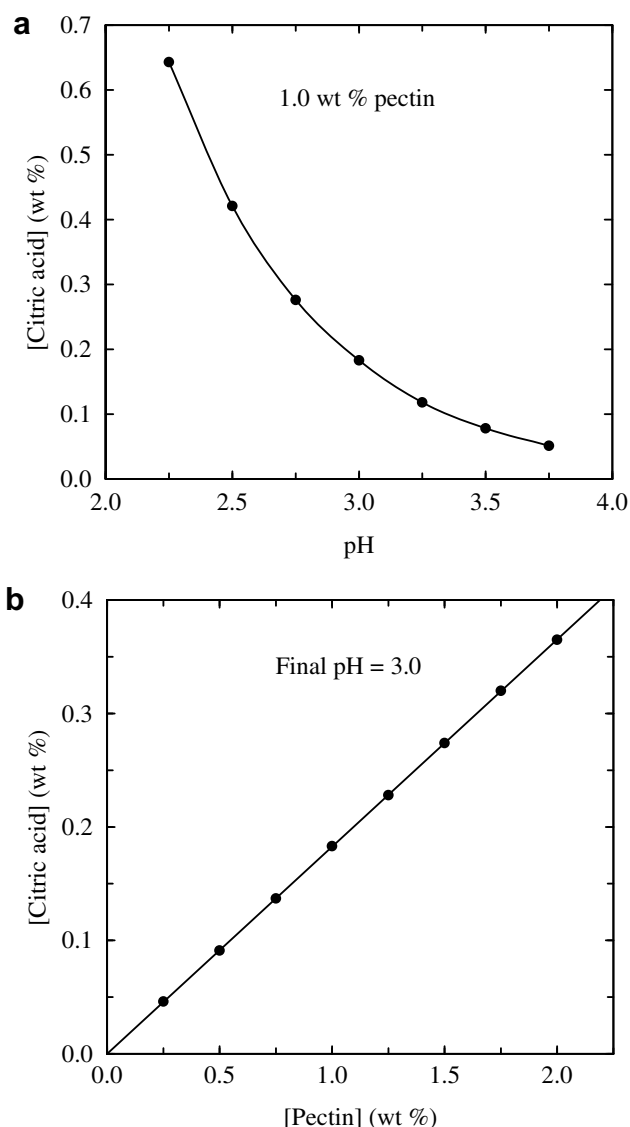 a
0.7
0.6
0.5
0.4
0.3
0.2
0.1
0.0
[Citric acid] (wt %)
1.0 wt % pectin
2.0 2.5 3.0 3.5 4.0
pH
b
0.4
0.3
0.2
0.1
0.0
[Citric acid] (wt %)
Final pH = 3.0
0.0 0.5 1.0 1.5 2.0
[Pectin] (wt %)